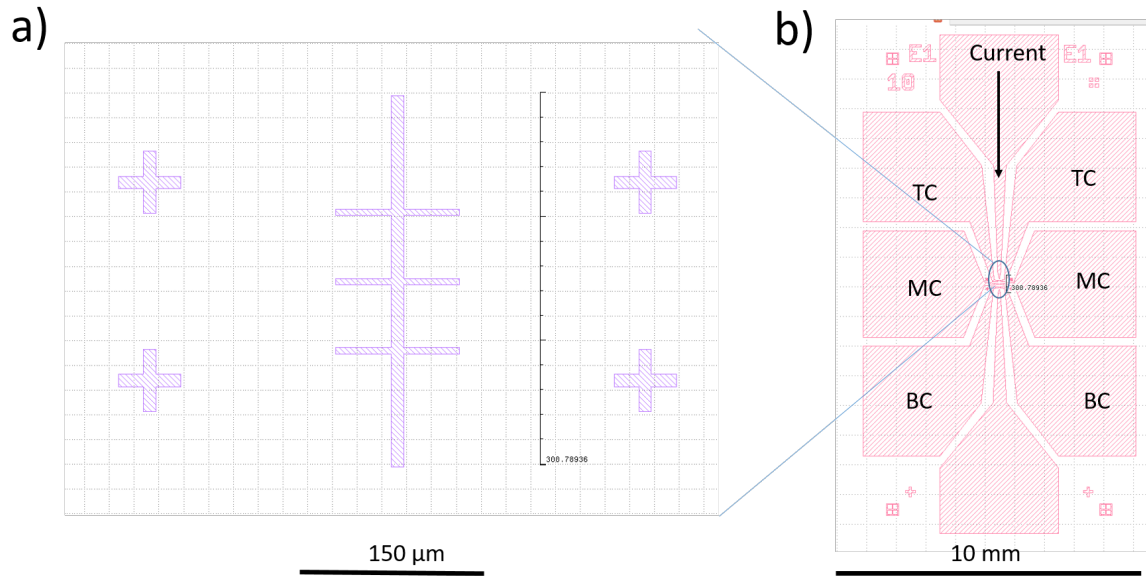 a)
300.78936
150 μm
b)
E1
Current
E1
10
TC
TC
MC
MC
300.78936
BC
BC
10 mm